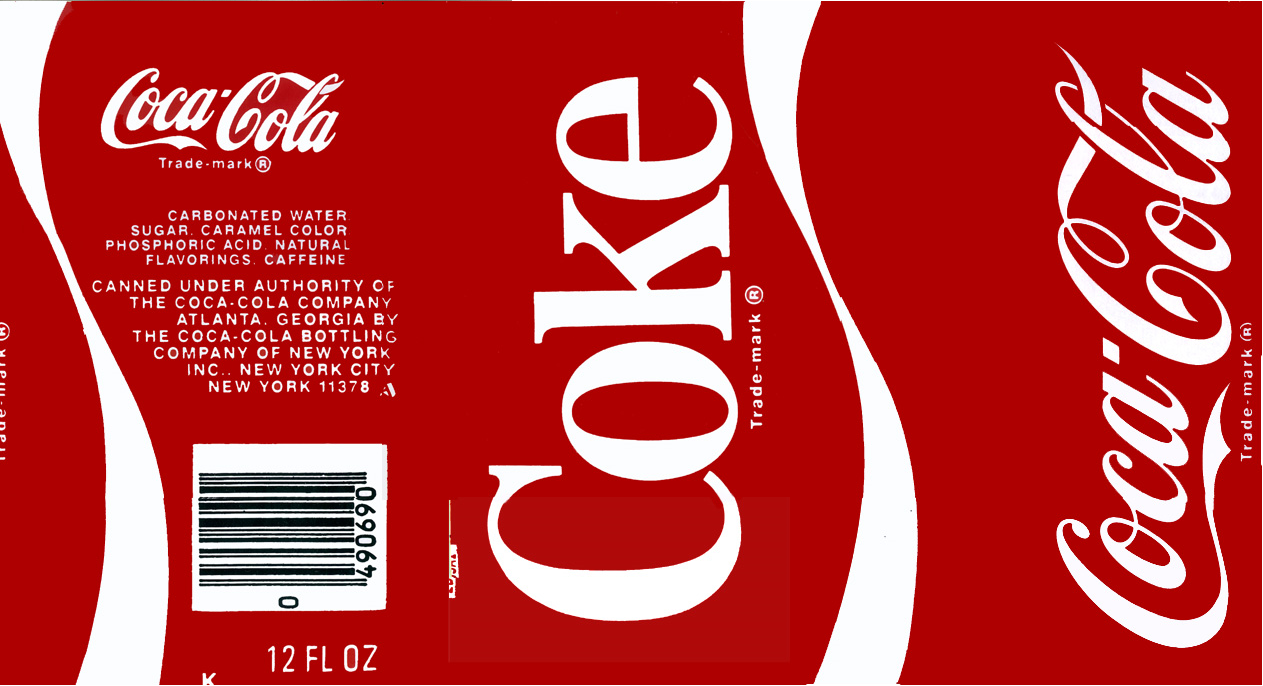 Coca-Cola
Trade-mark ®
CARBONATED WATER
SUGAR, CARAMEL COLOR
PHOSPHORIC ACID, NATURAL
FLAVORINGS, CAFFEINE
CANNED UNDER AUTHORITY OF
THE COCA-COLA COMPANY
ATLANTA, GEORGIA BY
THE COCA-COLA BOTTLING
COMPANY OF NEW YORK
INC., NEW YORK CITY
NEW YORK 11378
490690
0
12 FL OZ
K
Coke
Trade-mark ®
Coca-Cola
Trade-mark ®
Trade-mark ®